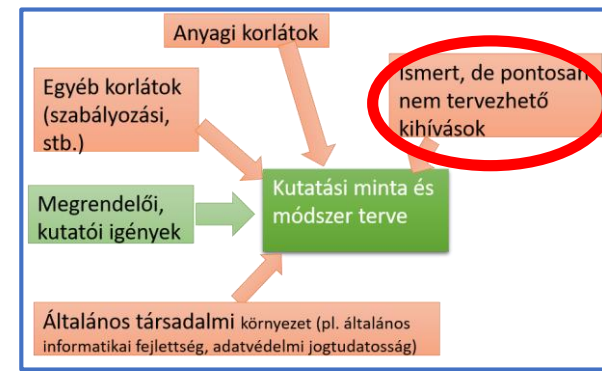 Anyagi korlátok
Ismert, de pontosan
nem tervezhető
kihívások
Egyéb korlátok
(szabályozási,
stb.)
Kutatási minta és
módszer terve
Megrendelői,
kutatói igények
Általános társadalmi környezet (pl. általános
informatikai fejlettség, adatvédelmi jogtudatosság)